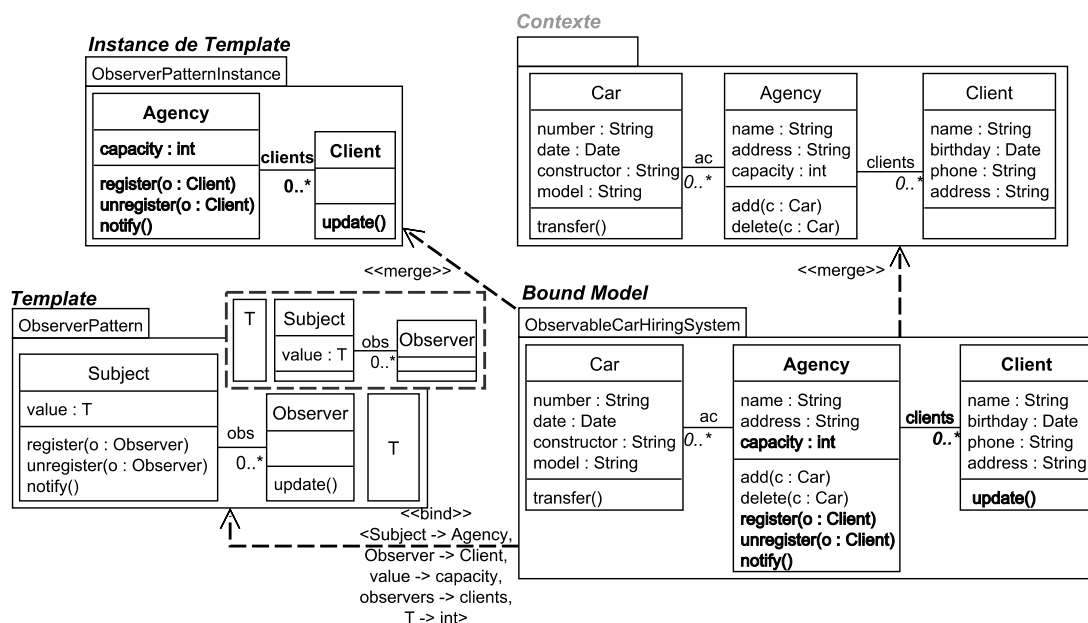 Contexte
Instance de Template
ObserverPatternInstance
Agency
capacity : int
register(o : Client)
unregister(o : Client)
notify()
clients
0..*
Client
update()
Car
number : String
date : Date
constructor : String
model : String
transfer()
ac
0..*
Agency
name : String
address : String
capacity : int
add(c : Car)
delete(c : Car)
clients
0..*
Client
name : String
birthday : Date
phone : String
address : String
<<merge>>
<<merge>>
Template
ObserverPattern
T
Subject
value : T
obs
0..*
Observer
Subject
value : T
register(o : Observer)
unregister(o : Observer)
notify()
obs
0..*
Observer
update()
T
Bound Model
ObservableCarHiringSystem
Car
number : String
date : Date
constructor : String
model : String
transfer()
ac
0..*
Agency
name : String
address : String
capacity : int
add(c : Car)
delete(c : Car)
register(o : Client)
unregister(o : Client)
notify()
clients
0..*
Client
name : String
birthday : Date
phone : String
address : String
update()
<<bind>>
<Subject -> Agency,
Observer -> Client,
value -> capacity,
observers -> clients,
T -> int>